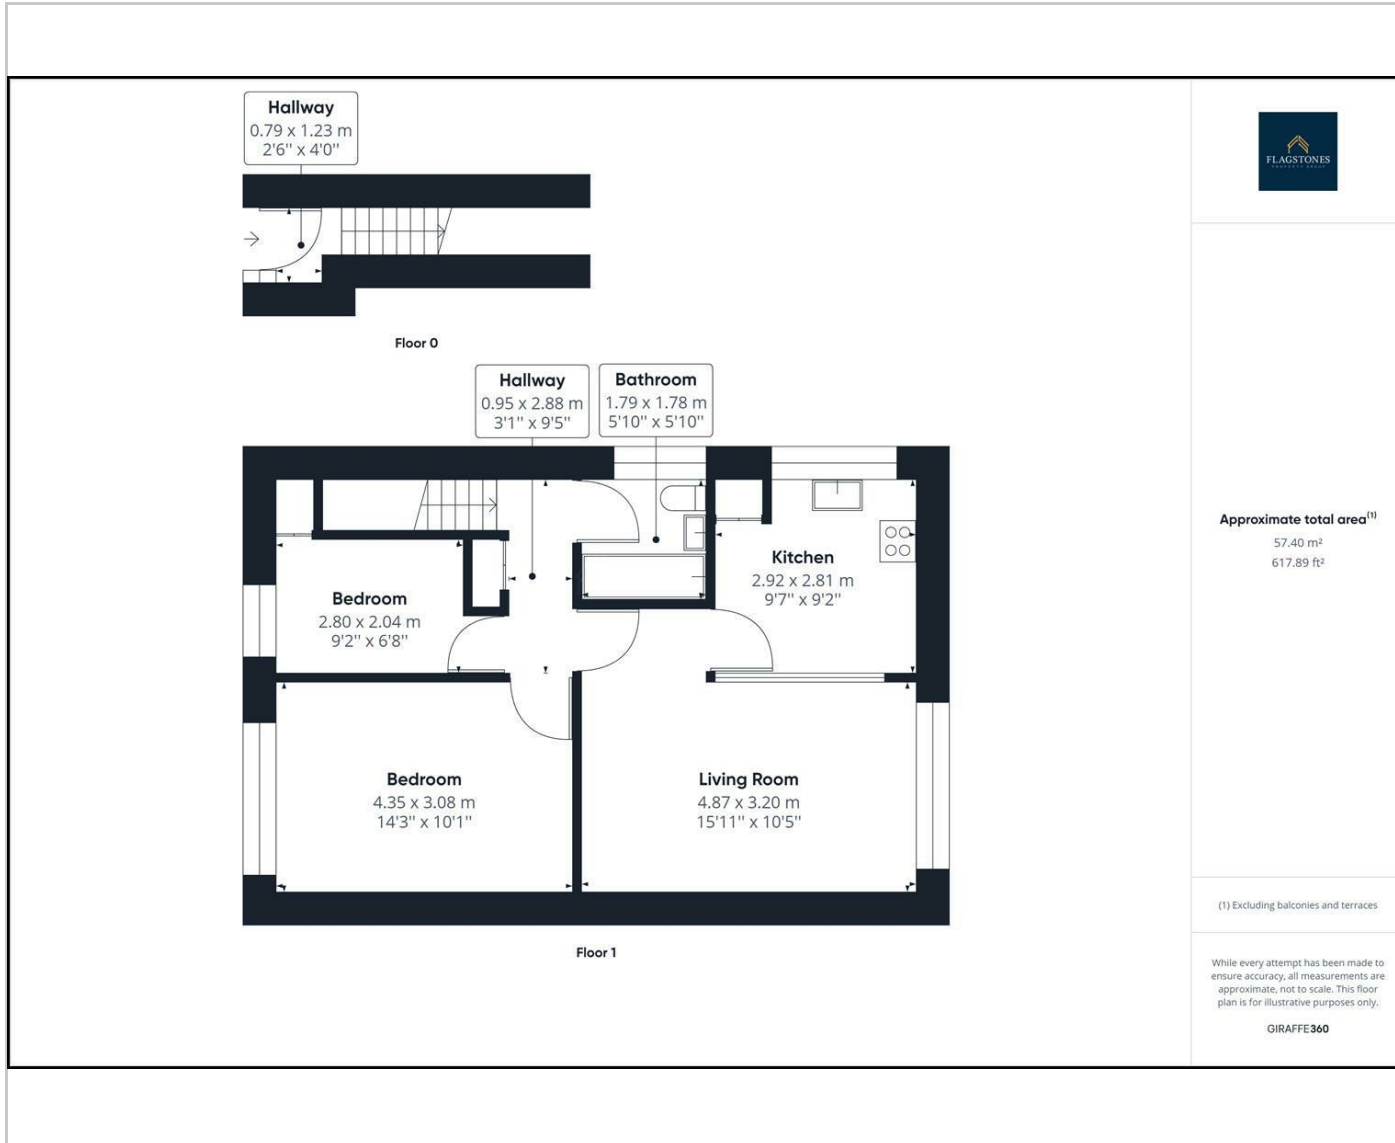 Hallway
0.79 x 1.23 m
2'6'' x 4'0''
Floor 0
Hallway
0.95 x 2.88 m
3'1'' x 9'5''
Bathroom
1.79 x 1.78 m
5'10'' x 5'10''
Kitchen
2.92 x 2.81 m
9'7'' x 9'2''
Bedroom
2.80 x 2.04 m
9'2'' x 6'8''
Bedroom
4.35 x 3.08 m
14'3'' x 10'1''
Living Room
4.87 x 3.20 m
15'11'' x 10'5''
Floor 1
FLAGSTONES
PROPERTY GROUP
Approximate total area(1)
57.40 m²
617.89 ft²
(1) Excluding balconies and terraces
While every attempt has been made to
ensure accuracy, all measurements are
approximate, not to scale. This floor
plan is for illustrative purposes only.
GIRAFFE360